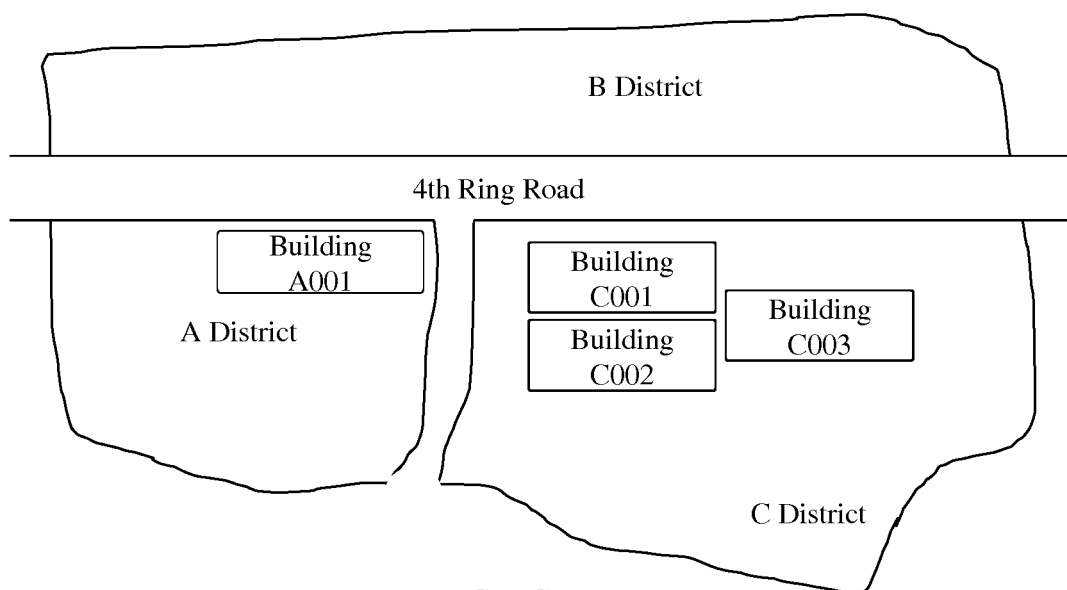 B District
4th Ring Road
Building
A001
A District
Building
C001
Building
C002
Building
C003
C District